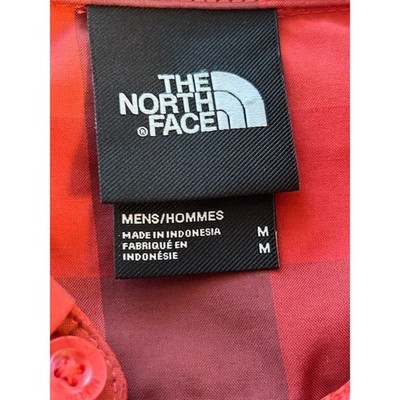 THE
NORTH
®FACE
MENS/HOMMES
MADE IN INDONESIA M
FABRIQUÉ EN M
INDONÉSIE